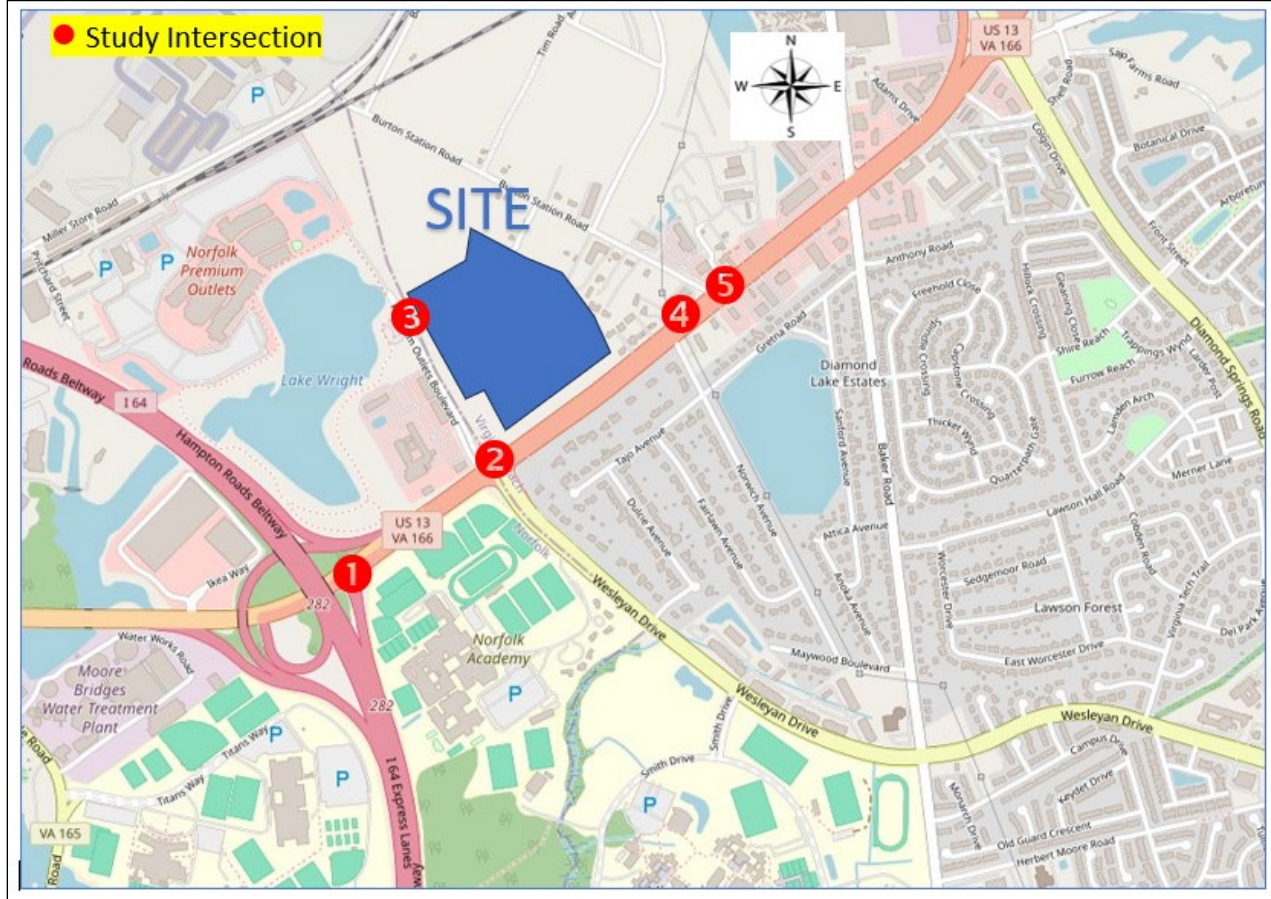 Study Intersection
US 13
VA 166
N
W E
S
Tim Road
Adams Drive
Shell Road
Sap Farms Road
Colgin Drive
Botanical Drive
P
Burton Station Road
Burton Station Road
Miller Store Road
SITE
Front Street
Norfolk
Premium
Outlets
P
P
Pritchard Street
Anthony Road
Freehold Close
Hillock Crossing
Gleaning Close
5
4
3
Gretna Road
Spindle Crossing
Capstone Crossing
Shire Reach
Trappings Wynd
Larder Post
Diamond Springs Road
Lake Wright
Outlets Boulevard
Diamond
Lake Estates
Furrow Reach
Roads Beltway
I 64
Sanford Avenue
Thicket Wynd
Quarterpath Gate
Lamden Arch
Hampton Roads Beltway
2
Tajo Avenue
Baker Road
Merner Lane
Norwich Avenue
Lawson Hall Road
Dulcie Avenue
Fairlawn Avenue
US 13
VA 166
Norfolk
Attica Avenue
Cobden Road
Virginia Tech Trail
Ikea Way
1
Wesleyan Drive
Anoka Avenue
Worcester Drive
Sedgemoor Road
282
Lawson Forest
Del Park Avenue
Water Works Road
Norfolk
Academy
Maywood Boulevard
East Worcester Drive
Moore
Bridges
Water Treatment
Plant
P
282
Wesleyan Drive
Wesleyan Drive
Smith Drive
Titans Way
P
Smith Drive
Campus Drive
Titans Way
P
I 64 Express Lanes
P
Keydet Drive
Monarch Drive
VA 165
Road
Old Guard Crescent
Herbert Moore Road